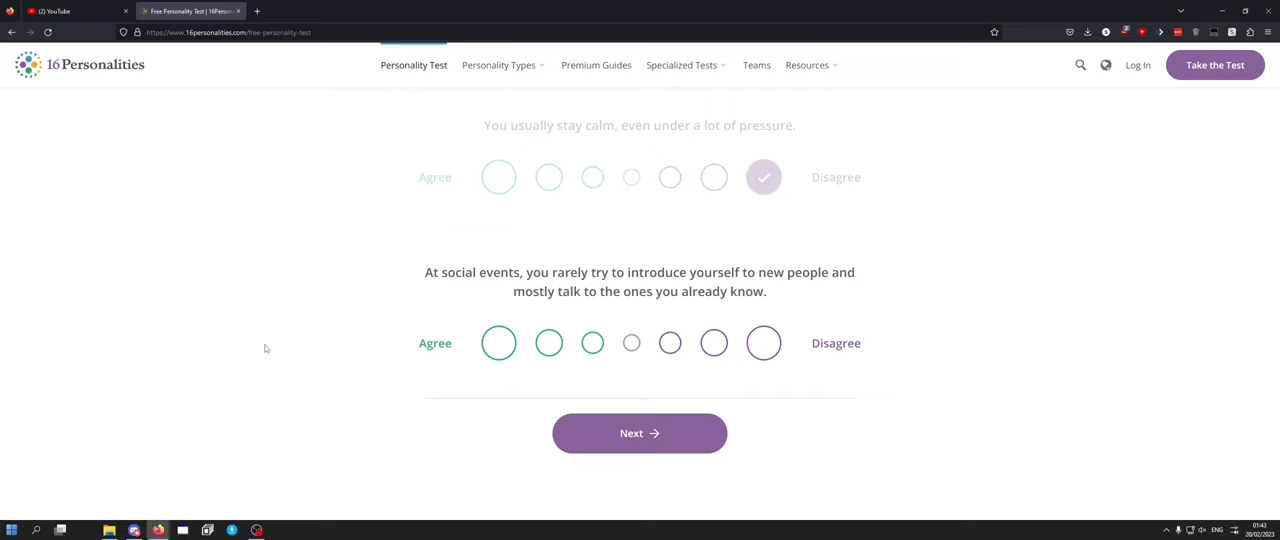 (2) YouTube
Free Personality Test | 16Person
https://www.16personalities.com/free-personality-test
16Personalities
Personality Test
Personality Types
Premium Guides
Specialized Tests
Teams
Resources
Log In
Take the Test
You usually stay calm, even under a lot of pressure.
Agree
Disagree
At social events, you rarely try to introduce yourself to new people and
mostly talk to the ones you already know.
Agree
Disagree
Next
ENG
01:43
20/02/2023